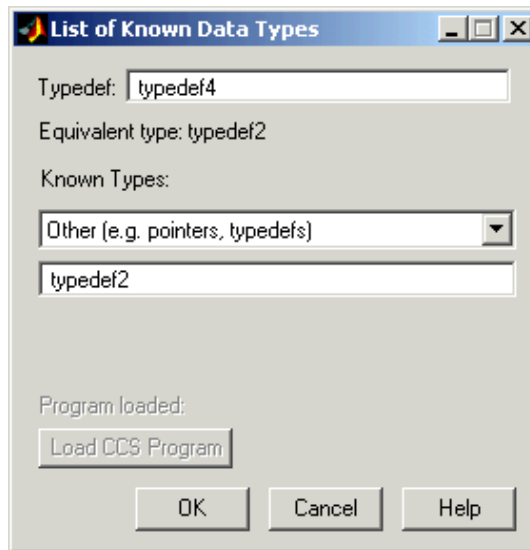 List of Known Data Types
Typedef: typedef4
Equivalent type: typedef2
Known Types:
Other (e.g. pointers, typedefs)
typedef2
Program loaded:
Load CCS Program
OK Cancel Help